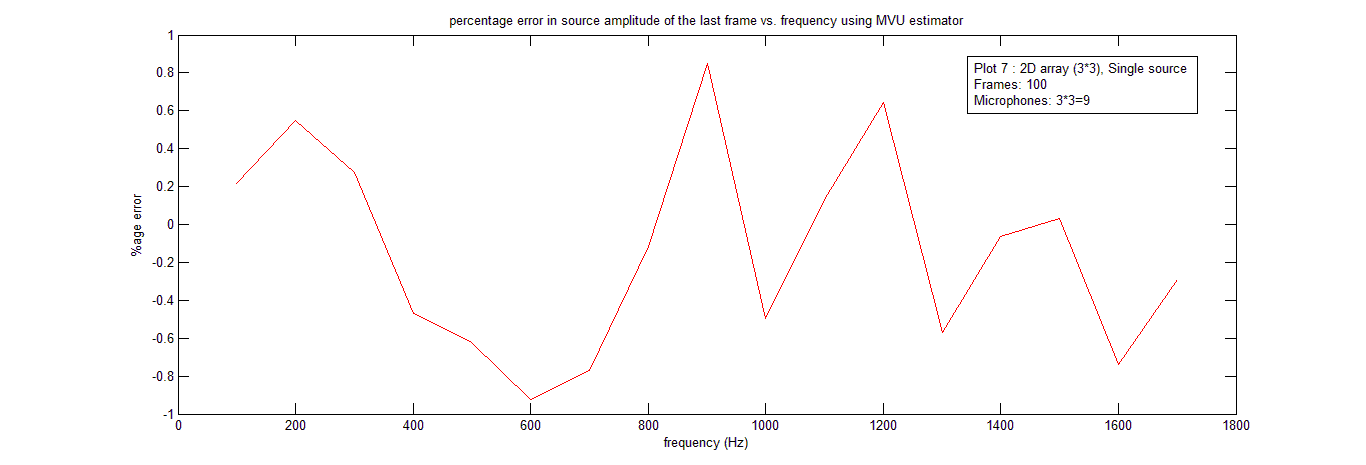 percentage error in source amplitude of the last frame vs. frequency using MVU estimator
Plot 7 : 2D array (3*3), Single source
Frames: 100
Microphones: 3*3=9
%age error
1
0.8
0.6
0.4
0.2
0
-0.2
-0.4
-0.6
-0.8
-1
0 200 400 600 800 1000 1200 1400 1600 1800
frequency (Hz)